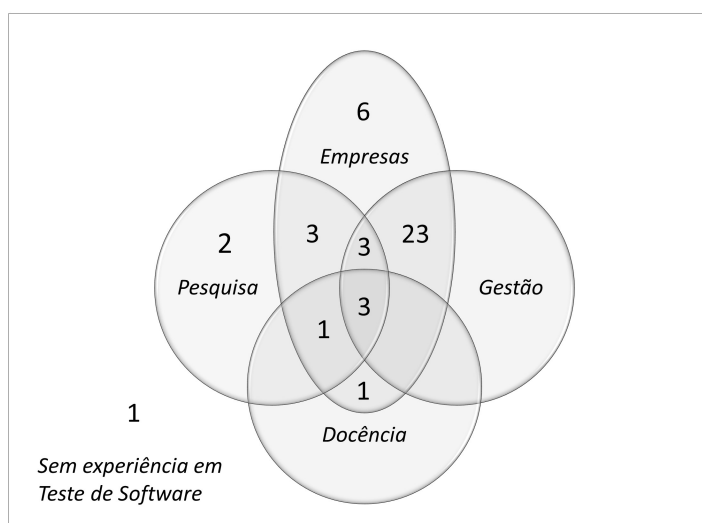 6
Empresas
2
3
3
23
Pesquisa
Gestão
3
1
1
1
Docência
Sem experiência em
Teste de Software